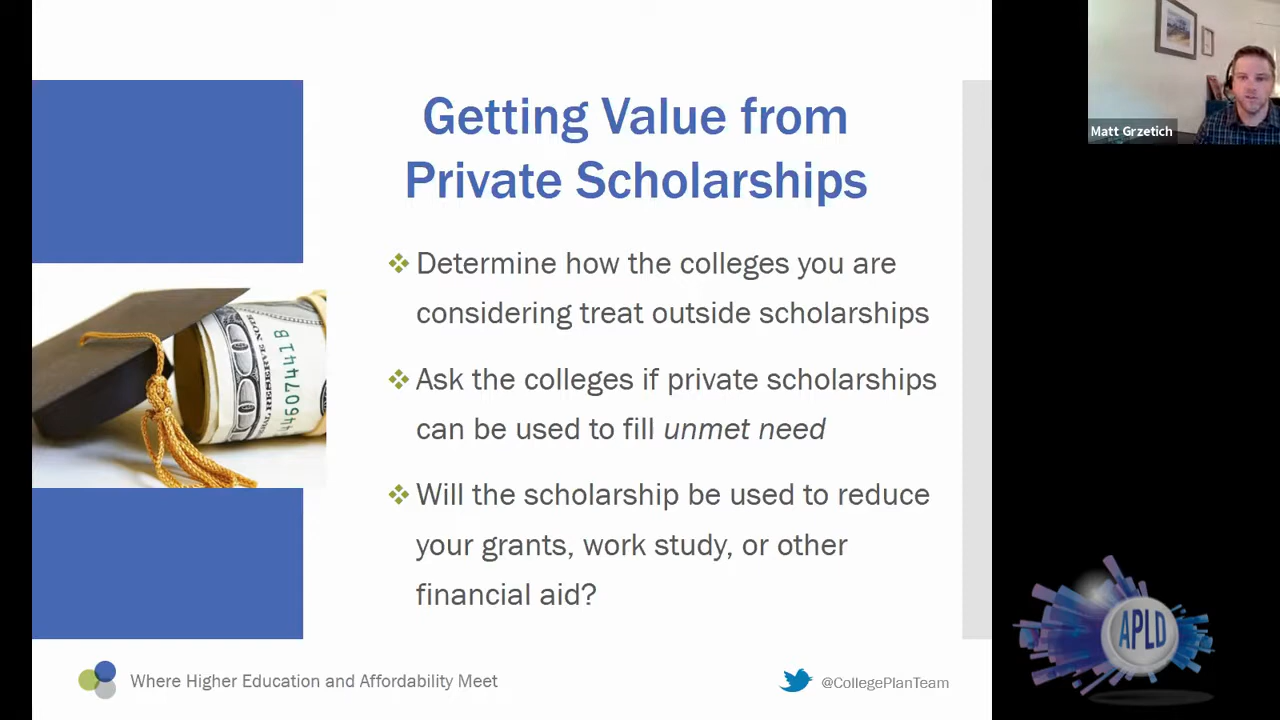 Getting Value from
Private Scholarships
Determine how the colleges you are
considering treat outside scholarships
Ask the colleges if private scholarships
can be used to fill unmet need
Will the scholarship be used to reduce
your grants, work study, or other
financial aid?
Where Higher Education and Affordability Meet
@CollegePlanTeam
Matt Grzetich
APLD